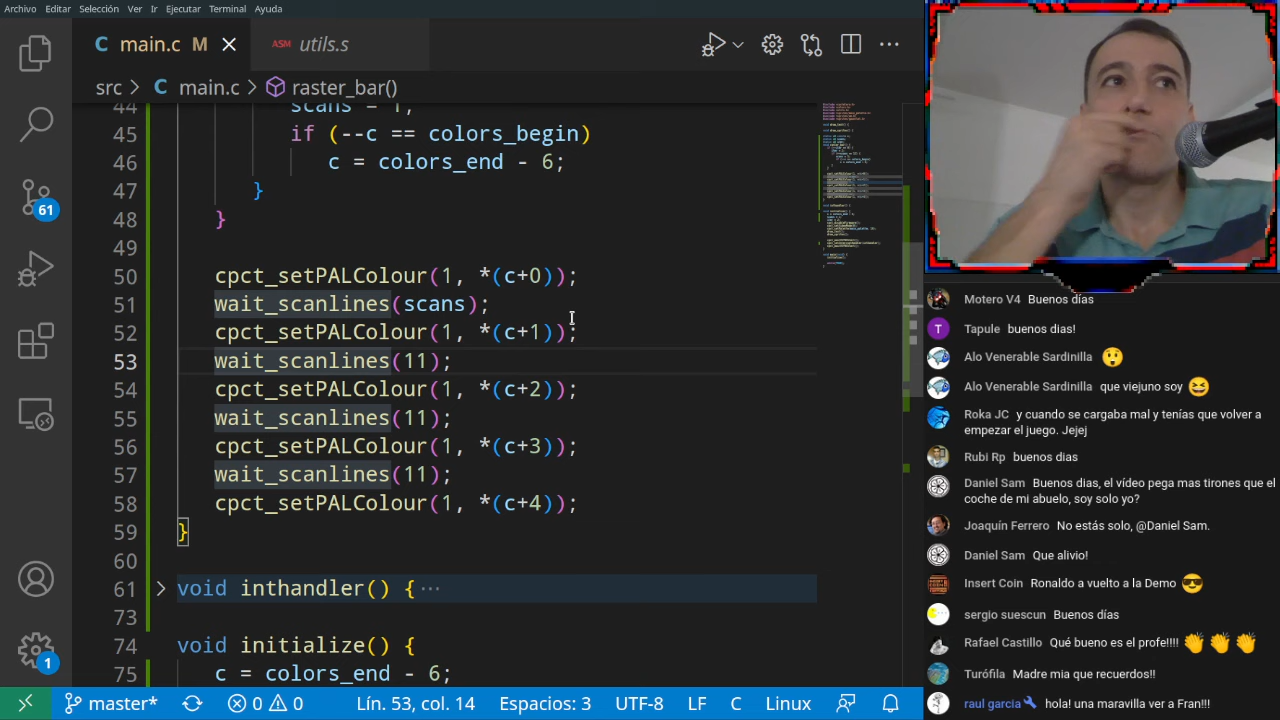 Archivo Editar Selección Ver Ir Ejecutar Terminal Ayuda
main.c M
ASM utils.s
src > C main.c > raster_bar()
44 scans = 1;
45 if (--c == colors_begin)
46 c = colors_end - 6;
47 }
48 }
49
50 cpct_setPALColour(1, *(c+0));
51 wait_scanlines(scans);
52 cpct_setPALColour(1, *(c+1));
53 wait_scanlines(11);
54 cpct_setPALColour(1, *(c+2));
55 wait_scanlines(11);
56 cpct_setPALColour(1, *(c+3));
57 wait_scanlines(11);
58 cpct_setPALColour(1, *(c+4));
59 }
60
61 void inthandler() { ···
73
74 void initialize() {
75 c = colors_end - 6;
61
1
master* 0 0 Lín. 53, col. 14 Espacios: 3 UTF-8 LF C Linux
Motero V4 Buenos días
T Tapule buenos dias!
Alo Venerable Sardinilla
Alo Venerable Sardinilla que viejuno soy
Roka JC y cuando se cargaba mal y tenías que volver a
empezar el juego. Jejej
Rubi Rp buenos dias
Daniel Sam Buenos dias, el vídeo pega mas tirones que el
coche de mi abuelo, soy solo yo?
Joaquín Ferrero No estás solo, @Daniel Sam.
Daniel Sam Que alivio!
Insert Coin Ronaldo a vuelto a la Demo
sergio suescun Buenos días
Rafael Castillo Qué bueno es el profe!!!!
Turófila Madre mia que recuerdos!!
raul garcia hola! una maravilla ver a Fran!!!